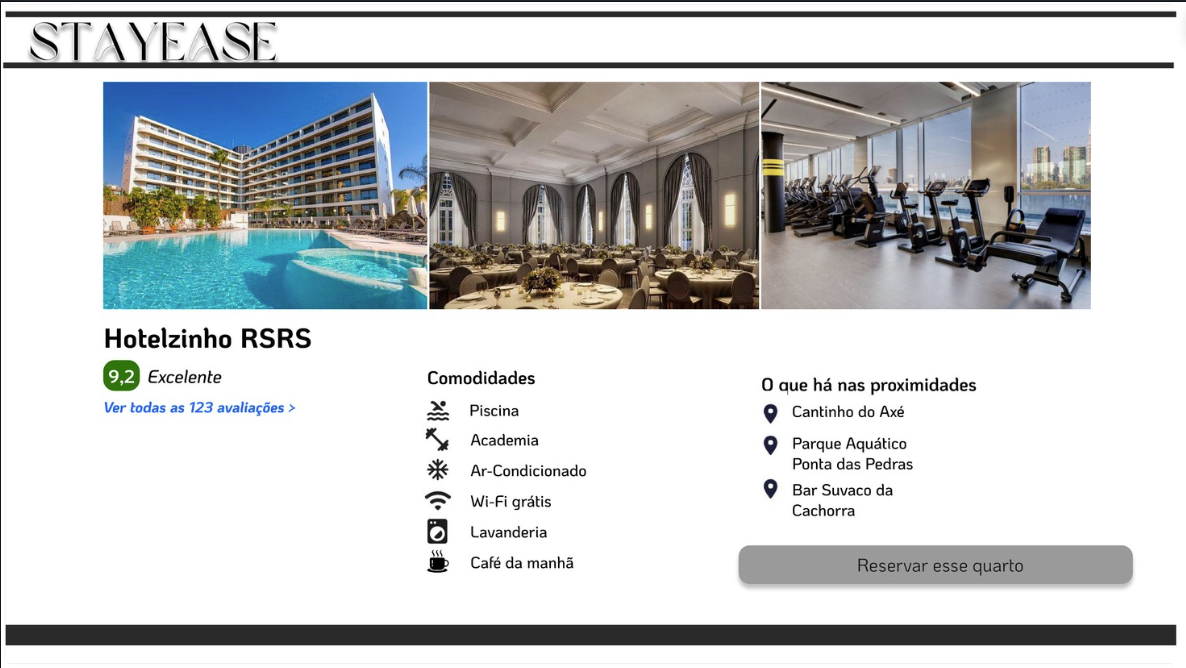 STAYEASE
Hotelzinho RSRS
9,2 Excelente
Ver todas as 123 avaliações >
Comodidades
Piscina
Academia
Ar-Condicionado
Wi-Fi grátis
Lavanderia
Café da manhã
O que há nas proximidades
Cantinho do Axé
Parque Aquático
Ponta das Pedras
Bar Suvaco da
Cachorra
Reservar esse quarto